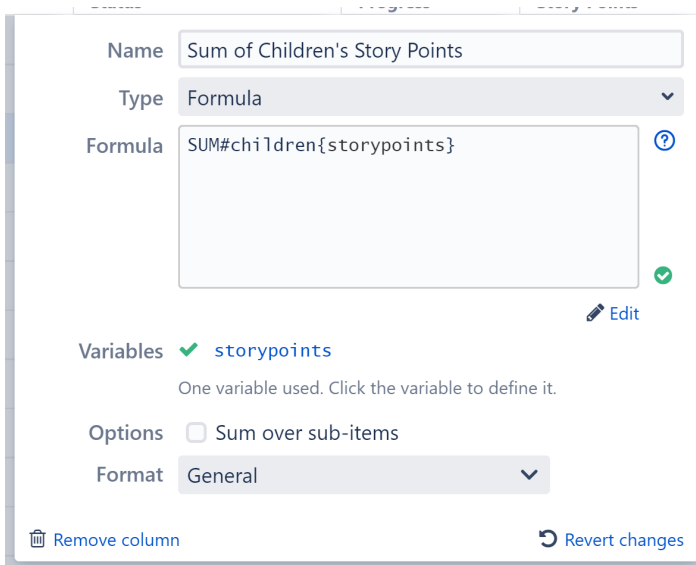 Name Sum of Children's Story Points
Type Formula
Formula SUM#children{storypoints}
Edit
Variables storypoints
One variable used. Click the variable to define it.
Options Sum over sub-items
Format General
Remove column Revert changes